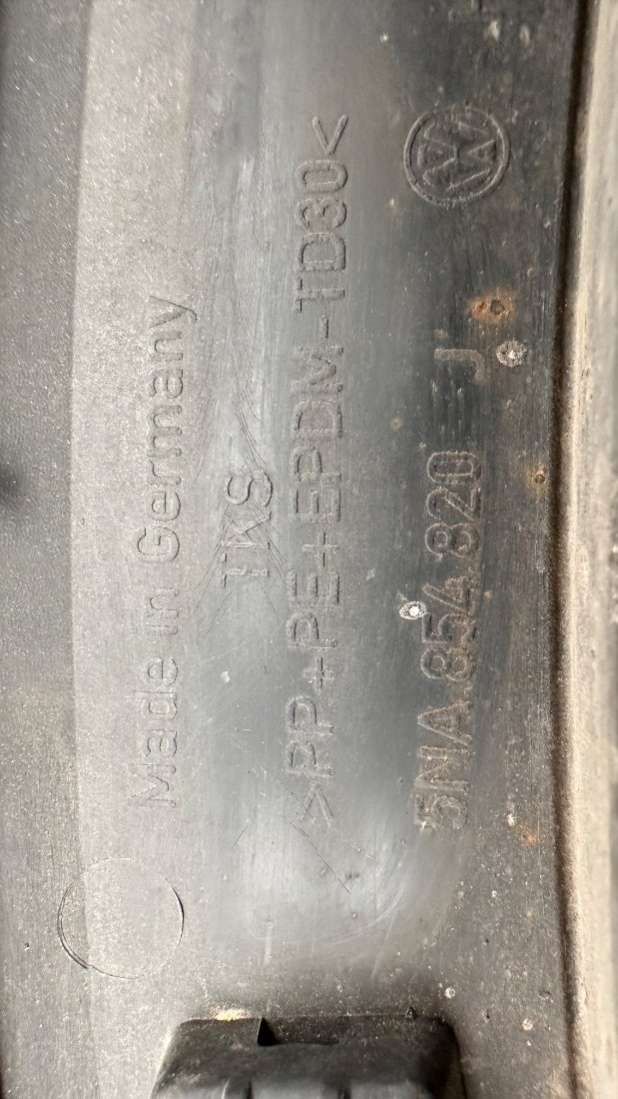 Made in Germany
TKS
>PP+PE+EPDM-TD30<
5NA.854.820 J